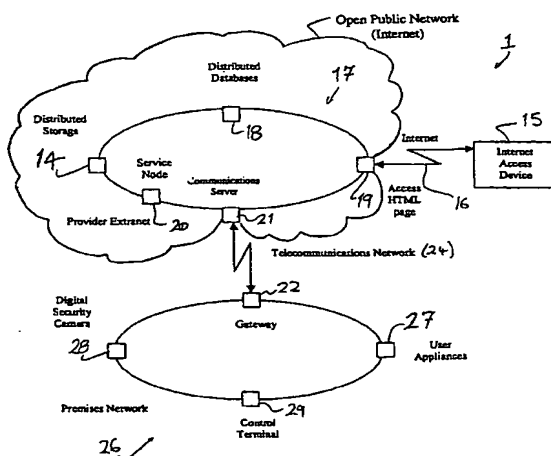 Open Public Network
(Internet)
1
Distributed
Databases
17
Distributed
Storage
18
15
Internet
Internet
Access
Device
14
Service
Node
Communications
Server
19
Access
HTML
page
16
Provider Extranet
20
21
Telecommunications Network (24)
22
Digital
Security
Camera
Gateway
27
28
User
Appliances
Premises Network
29
Control
Terminal
26